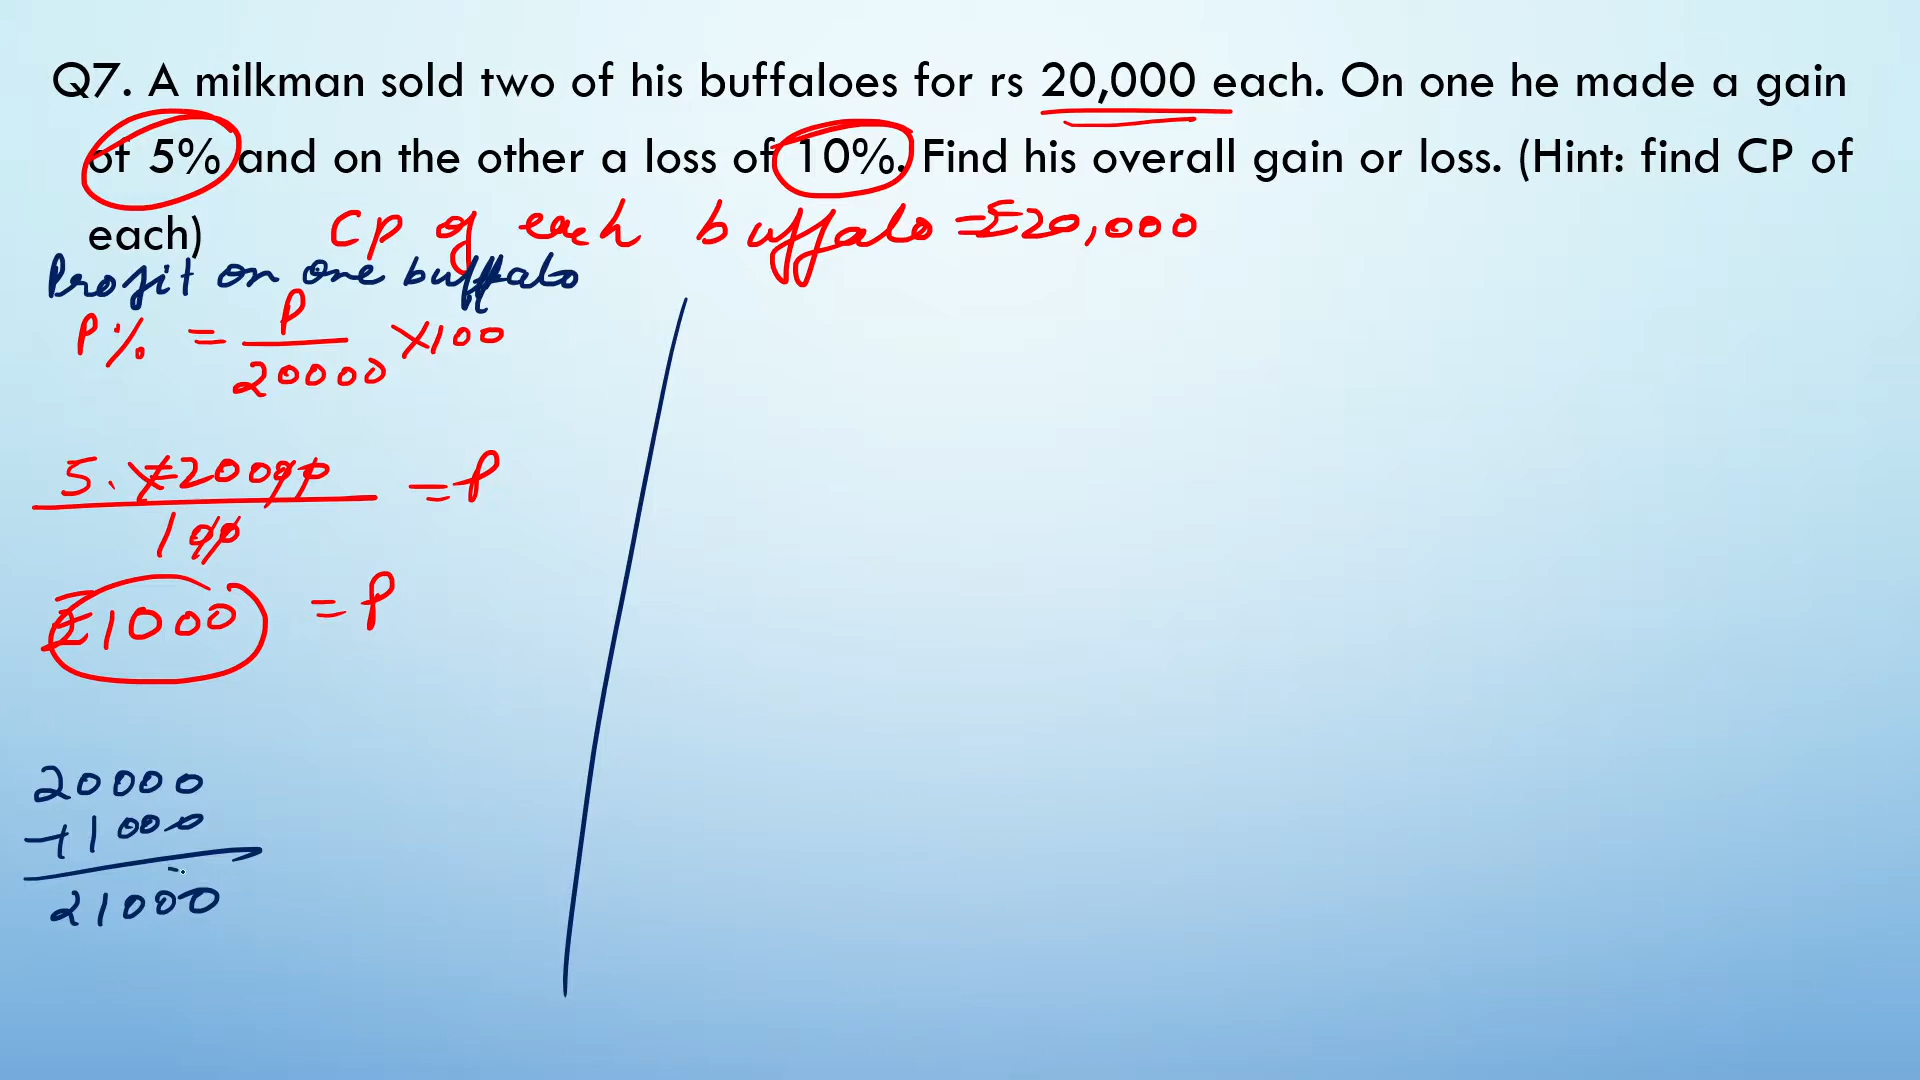 Q7. A milkman sold two of his buffaloes for rs 20,000 each. On one he made a gain
of 5% and on the other a loss of 10%. Find his overall gain or loss. (Hint: find CP of
each)
CP of each buffalo = ₹20,000
Profit on one buffalo
P% = P/20000 ×100
5 × ₹20000 / 100 = P
₹1000 = P
20000
+1000
21000